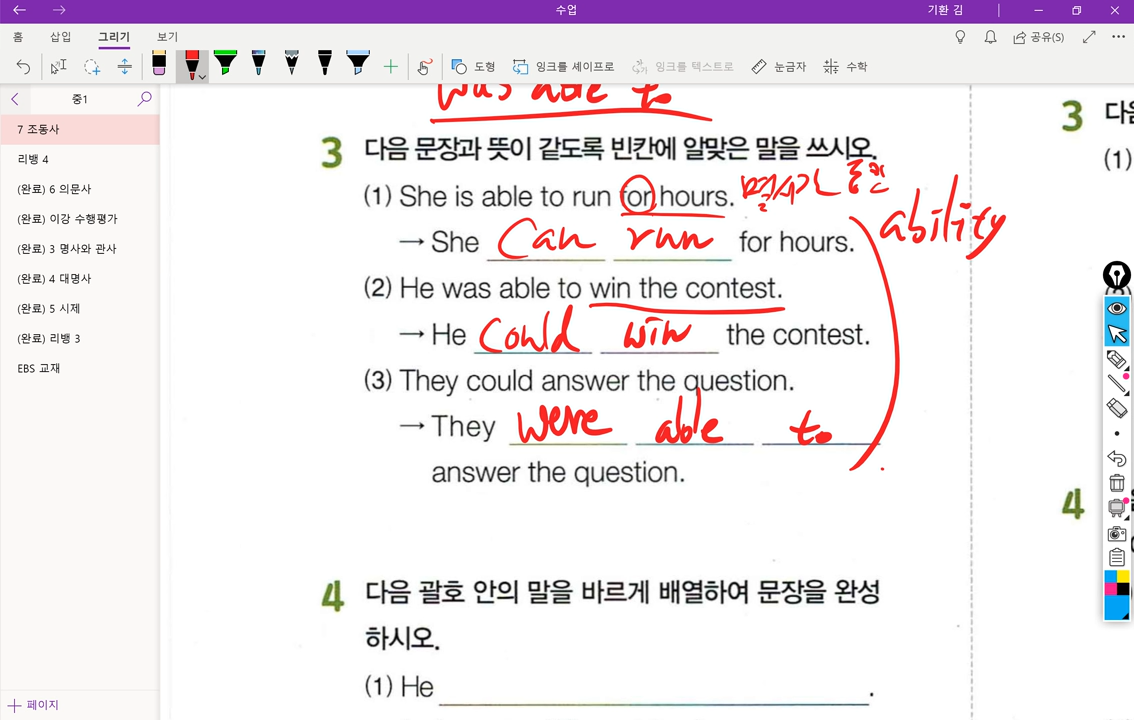 수업
기환 김
홈 삽입 그리기 보기
공유(S)
도형 잉크를 셰이프로 잉크를 텍스트로 눈금자 수학
중1
7 조동사
리뱅 4
(완료) 6 의문사
(완료) 이강 수행평가
(완료) 3 명사와 관사
(완료) 4 대명사
(완료) 5 시제
(완료) 리뱅 3
EBS 교재
페이지
was able to
3 다음 문장과 뜻이 같도록 빈칸에 알맞은 말을 쓰시오.
(1) She is able to run for hours. 몇시간 동안
→ She can run for hours.
ability
(2) He was able to win the contest.
→ He could win the contest.
(3) They could answer the question.
→ They were able to
answer the question.
4 다음 괄호 안의 말을 바르게 배열하여 문장을 완성
하시오.
(1) He .
3
(1)
4